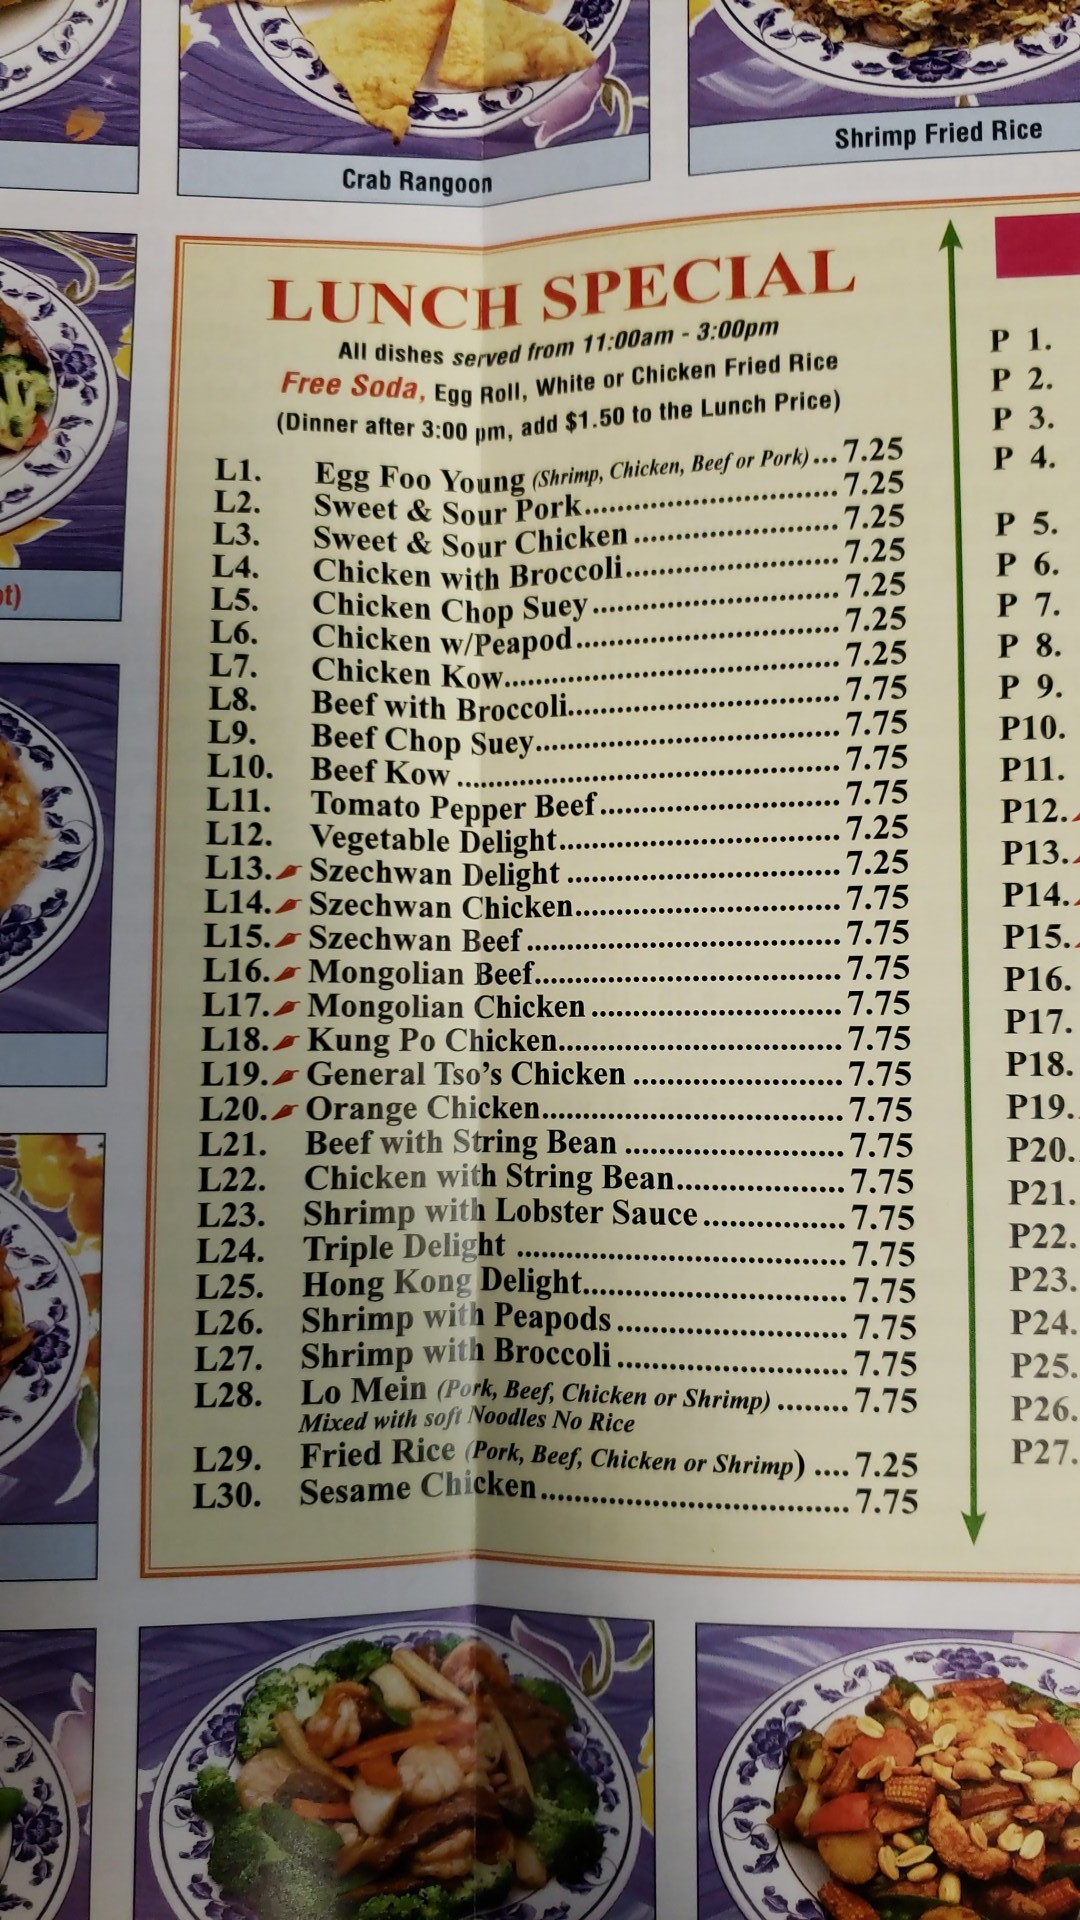 Crab Rangoon
Shrimp Fried Rice
LUNCH SPECIAL
All dishes served from 11:00am - 3:00pm
Free Soda, Egg Roll, White or Chicken Fried Rice
(Dinner after 3:00 pm, add $1.50 to the Lunch Price)
L1. Egg Foo Young (Shrimp, Chicken, Beef or Pork)...7.25
L2. Sweet & Sour Pork...7.25
L3. Sweet & Sour Chicken...7.25
L4. Chicken with Broccoli...7.25
L5. Chicken Chop Suey...7.25
L6. Chicken w/Peapod...7.25
L7. Chicken Kow...7.25
L8. Beef with Broccoli...7.75
L9. Beef Chop Suey...7.75
L10. Beef Kow...7.75
L11. Tomato Pepper Beef...7.75
L12. Vegetable Delight...7.25
L13. Szechwan Delight...7.25
L14. Szechwan Chicken...7.75
L15. Szechwan Beef...7.75
L16. Mongolian Beef...7.75
L17. Mongolian Chicken...7.75
L18. Kung Po Chicken...7.75
L19. General Tso's Chicken...7.75
L20. Orange Chicken...7.75
L21. Beef with String Bean...7.75
L22. Chicken with String Bean...7.75
L23. Shrimp with Lobster Sauce...7.75
L24. Triple Delight...7.75
L25. Hong Kong Delight...7.75
L26. Shrimp with Peapods...7.75
L27. Shrimp with Broccoli...7.75
L28. Lo Mein (Pork, Beef, Chicken or Shrimp)...7.75
Mixed with soft Noodles No Rice
L29. Fried Rice (Pork, Beef, Chicken or Shrimp)....7.25
L30. Sesame Chicken...7.75
P 1.
P 2.
P 3.
P 4.
P 5.
P 6.
P 7.
P 8.
P 9.
P10.
P11.
P12.
P13.
P14.
P15.
P16.
P17.
P18.
P19.
P20.
P21.
P22.
P23.
P24.
P25.
P26.
P27.